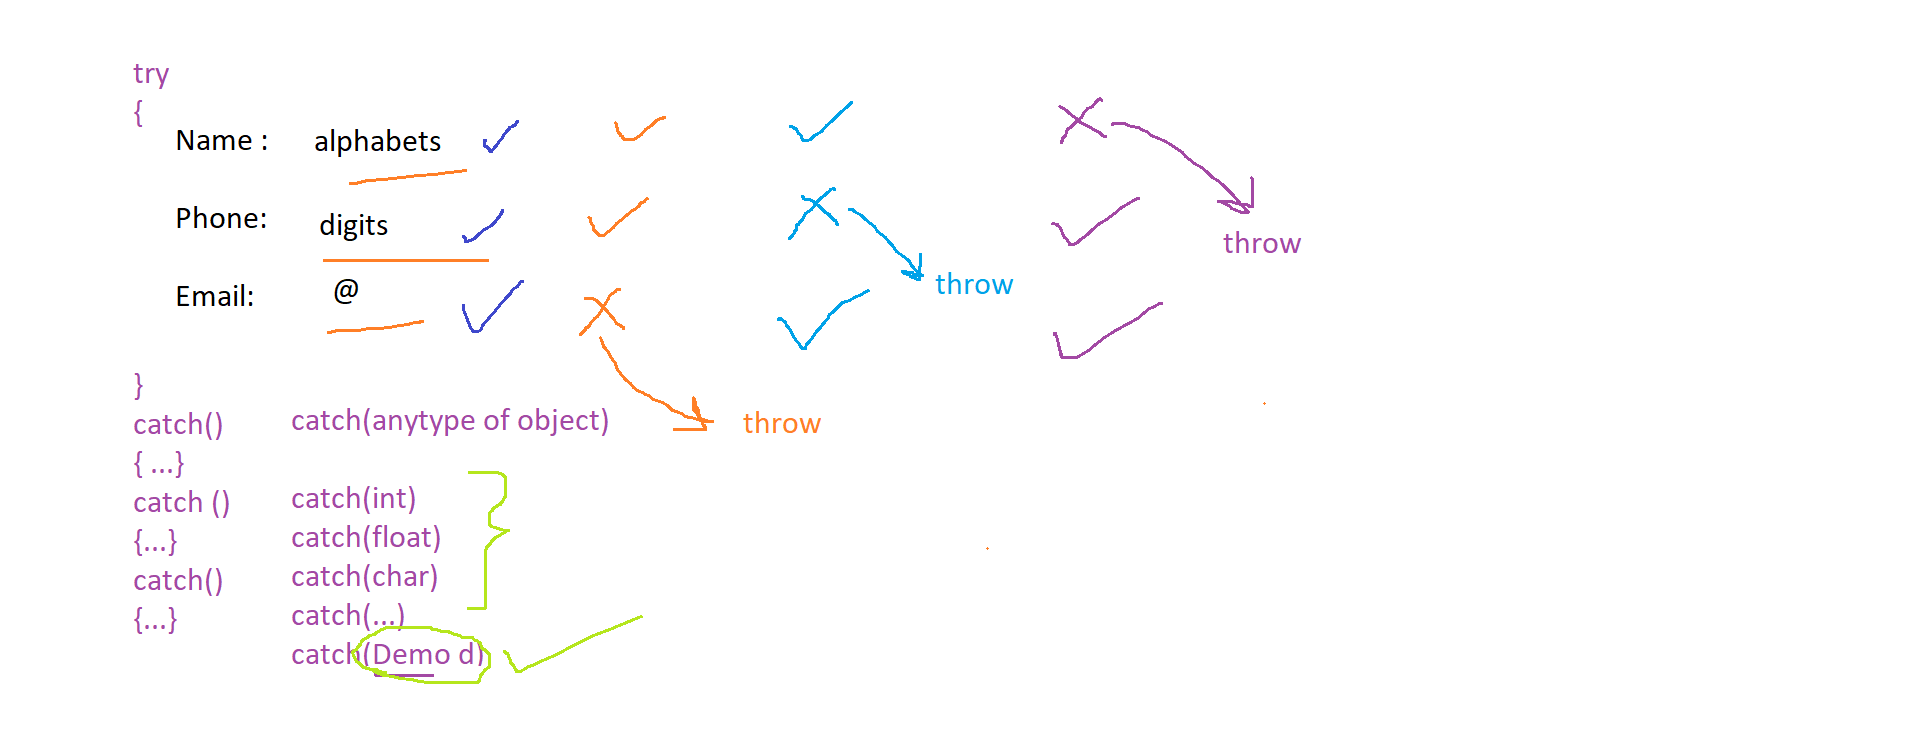 try
{
Name : alphabets
Phone: digits
throw
Email: @
throw
}
catch() catch(anytype of object) throw
{ ...}
catch () catch(int)
{...} catch(float)
catch() catch(char)
{...} catch(...)
catch(Demo d)